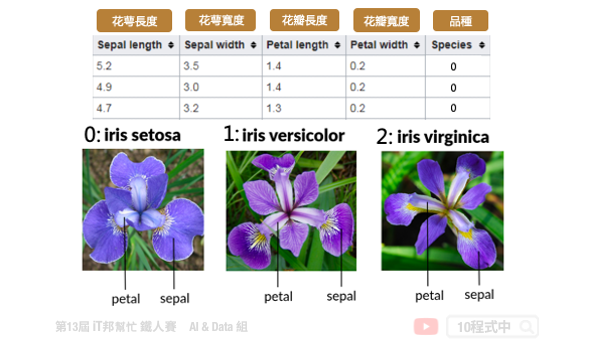 花萼長度 花萼寬度 花瓣長度 花瓣寬度 品種
Sepal length Sepal width Petal length Petal width Species
5.2 3.5 1.4 0.2 0
4.9 3.0 1.4 0.2 0
4.7 3.2 1.3 0.2 0
0: iris setosa 1: iris versicolor 2: iris virginica
petal sepal petal sepal petal sepal
第13屆 iT邦幫忙 鐵人賽 AI & Data 組 10程式中